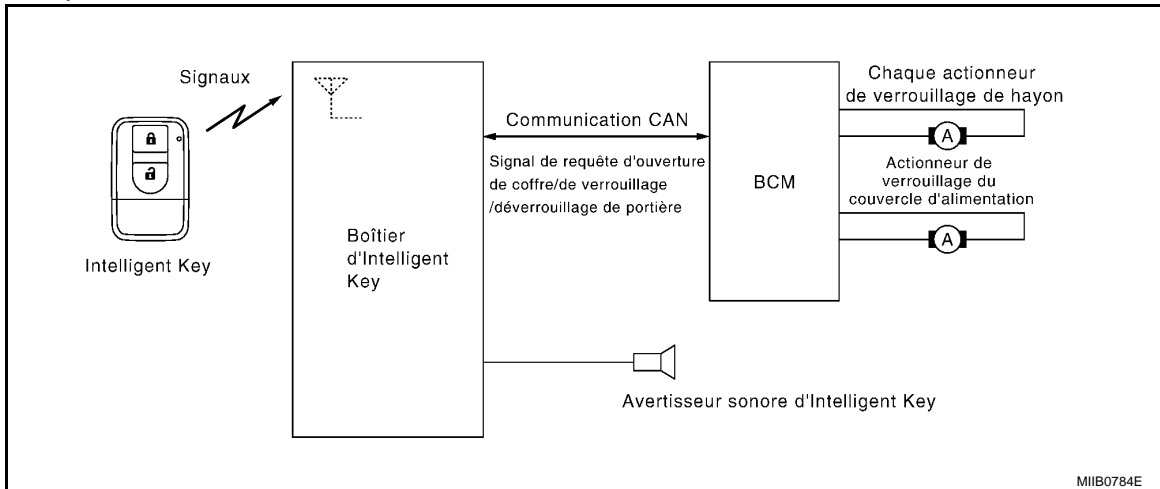 Signaux
Intelligent Key
Boîtier
d'Intelligent
Key
Communication CAN
Signal de requête d'ouverture
de coffre/de verrouillage
/déverrouillage de portière
BCM
Chaque actionneur
de verrouillage de hayon
A
Actionneur de
verrouillage du
couvercle d'alimentation
A
Avertisseur sonore d'Intelligent Key
MIIB0784E